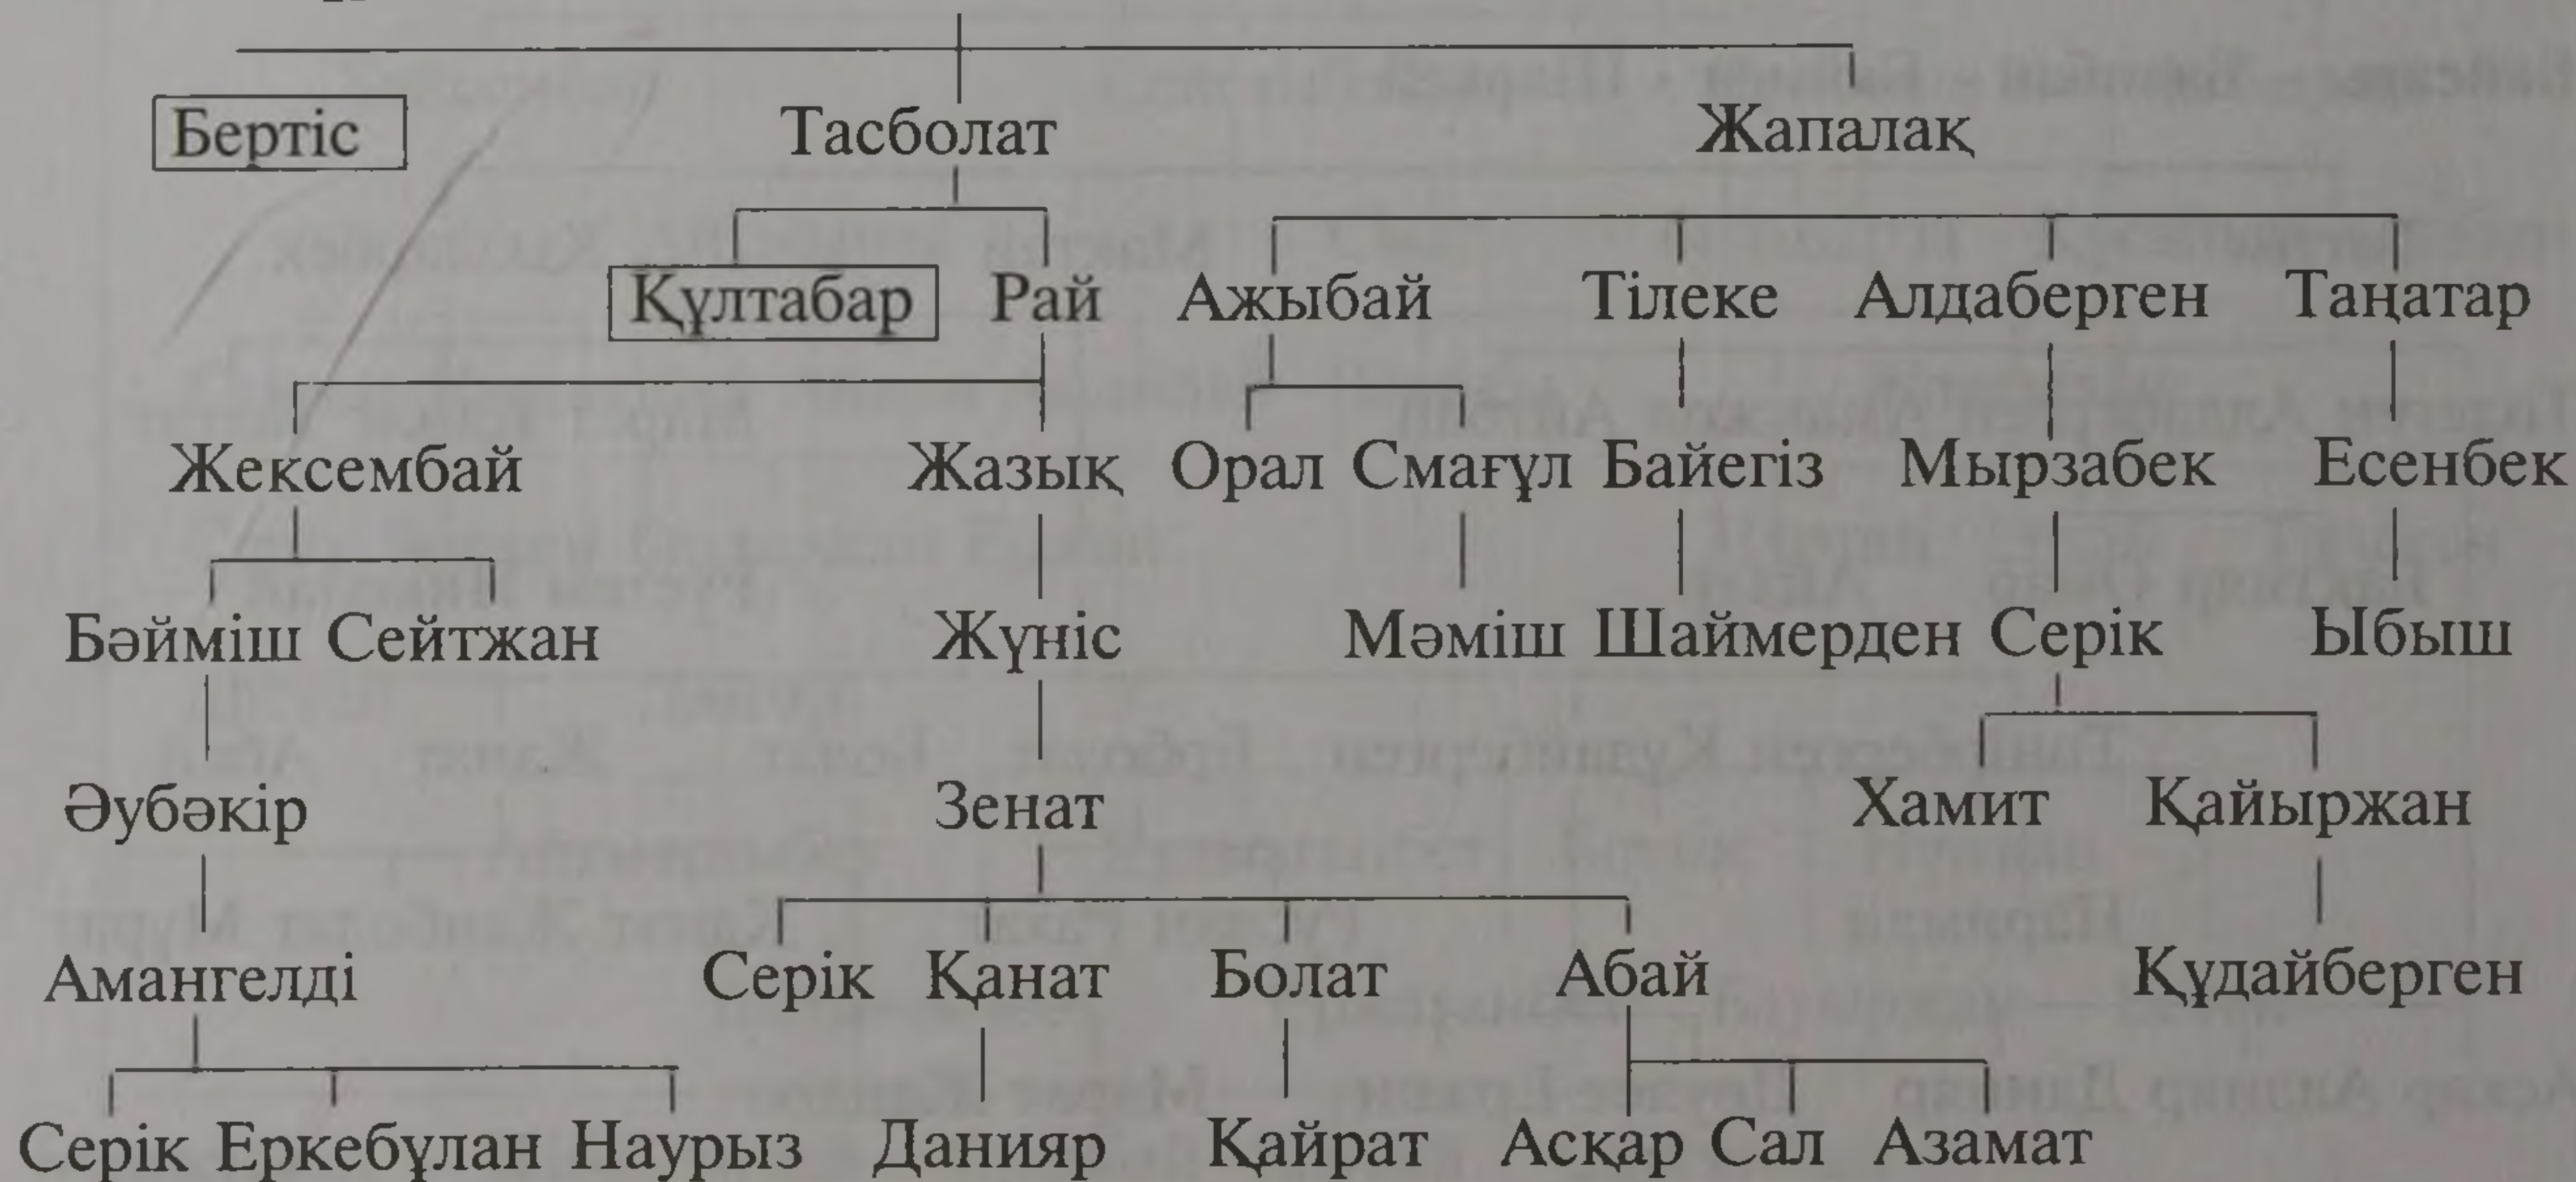 Бертіс Тасболат Жапалақ
Құлтабар Рай Ажыбай Тілеке Алдаберген Таңатар
Жексембай Жазық Орал Смағұл Байегіз Мырзабек Есенбек
Бәйміш Сейтжан Жүніс Мәміш Шаймерден Серік Ыбыш
Әубәкір Зенат Хамит Қайыржан
Амангелді Серік Қанат Болат Абай Құдайберген
Серік Еркебұлан Наурыз Данияр Қайрат Асқар Сал Азамат